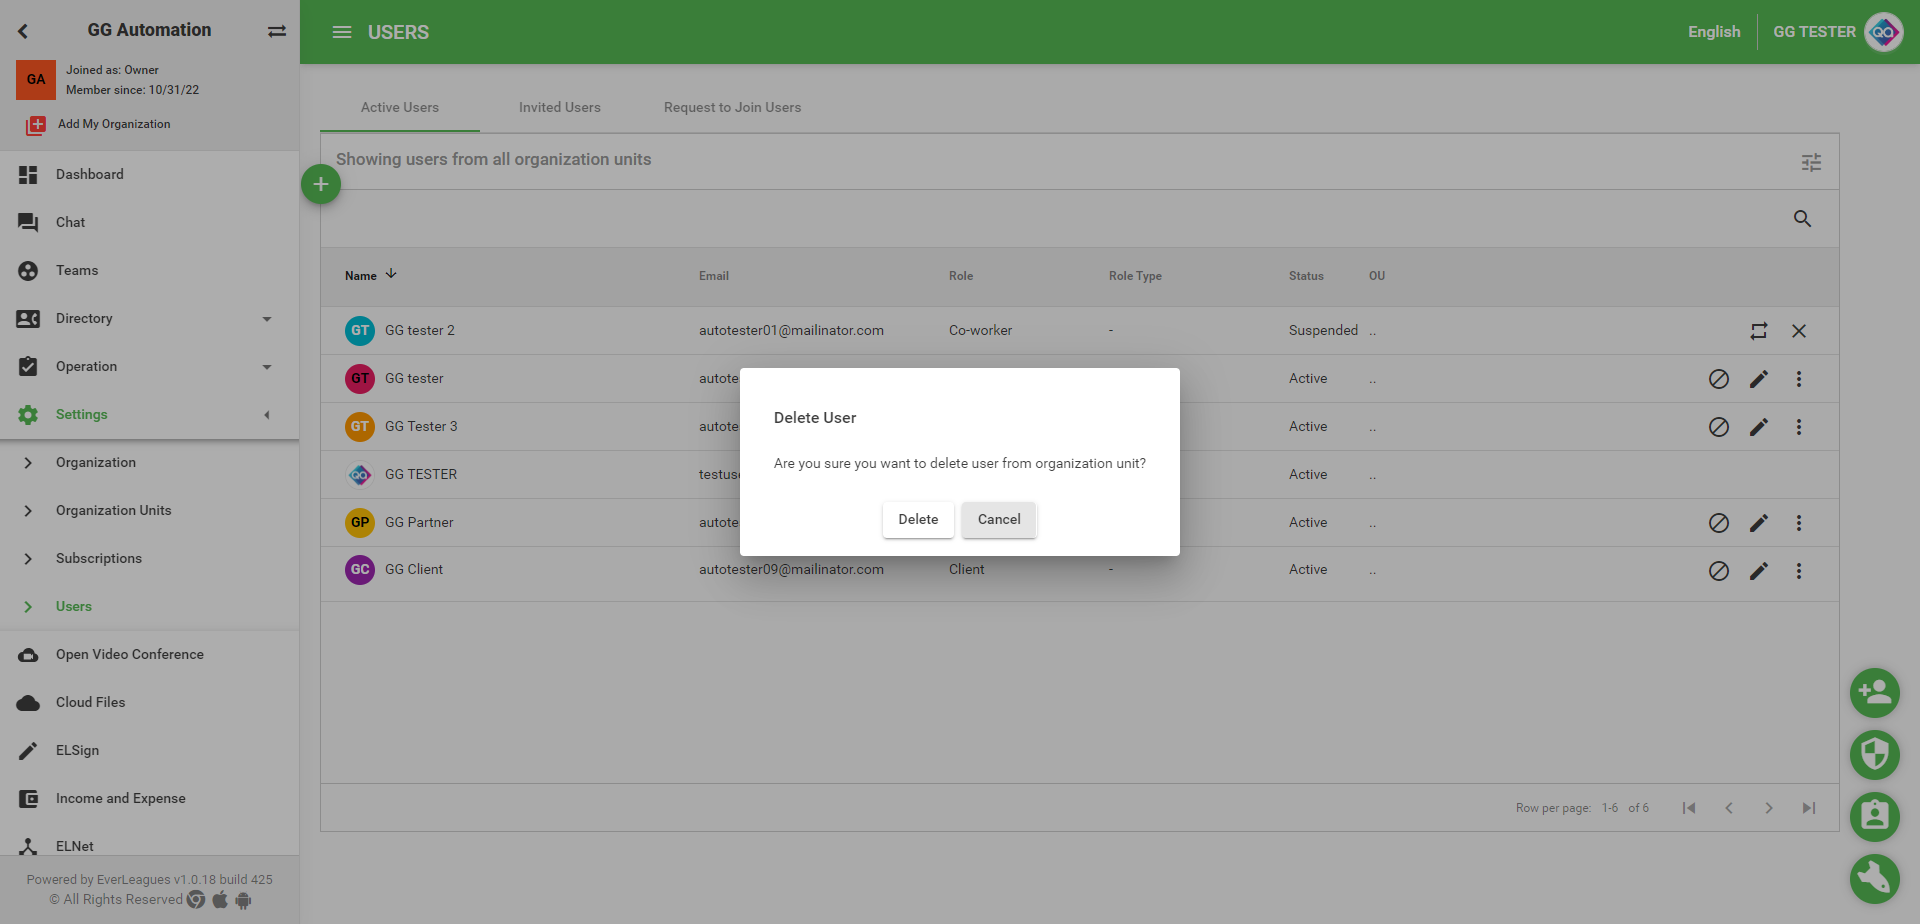 GG Automation
GA
Joined as: Owner
Member since: 10/31/22
Add My Organization
Dashboard
Chat
Teams
Directory
Operation
Settings
Organization
Organization Units
Subscriptions
Users
Open Video Conference
Cloud Files
ELSign
Income and Expense
ELNet
Powered by EverLeagues v1.0.18 build 425
© All Rights Reserved
USERS
English
GG TESTER
QA
Active Users
Invited Users
Request to Join Users
Showing users from all organization units
Name
Email
Role
Role Type
Status
OU
GT GG tester 2 autotester01@mailinator.com Co-worker - Suspended ..
GT GG tester autote Active ..
GT GG Tester 3 autote Active ..
QA GG TESTER testuse Active ..
GP GG Partner autote Active ..
GC GG Client autotester09@mailinator.com Client - Active ..
Delete User
Are you sure you want to delete user from organization unit?
Delete
Cancel
Row per page: 1-6 of 6